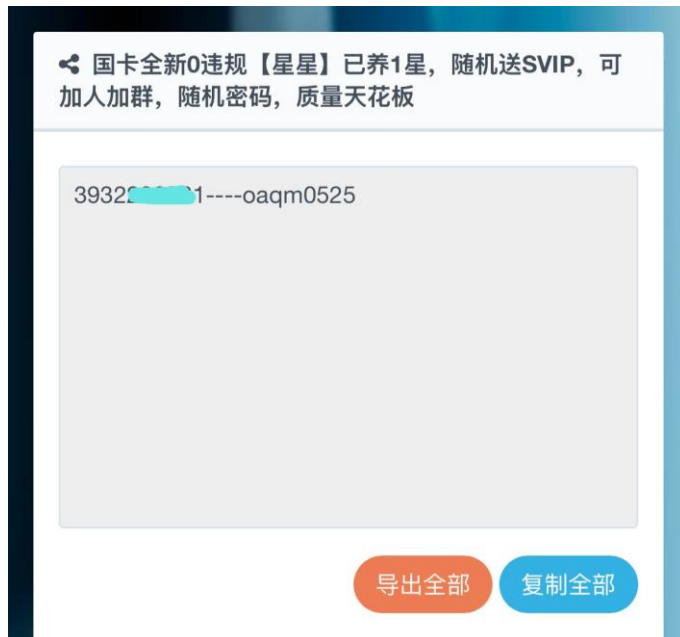 国卡全新0违规【星星】已养1星，随机送SVIP，可
加人加群，随机密码，质量天花板
3932 1----oaqm0525
导出全部
复制全部